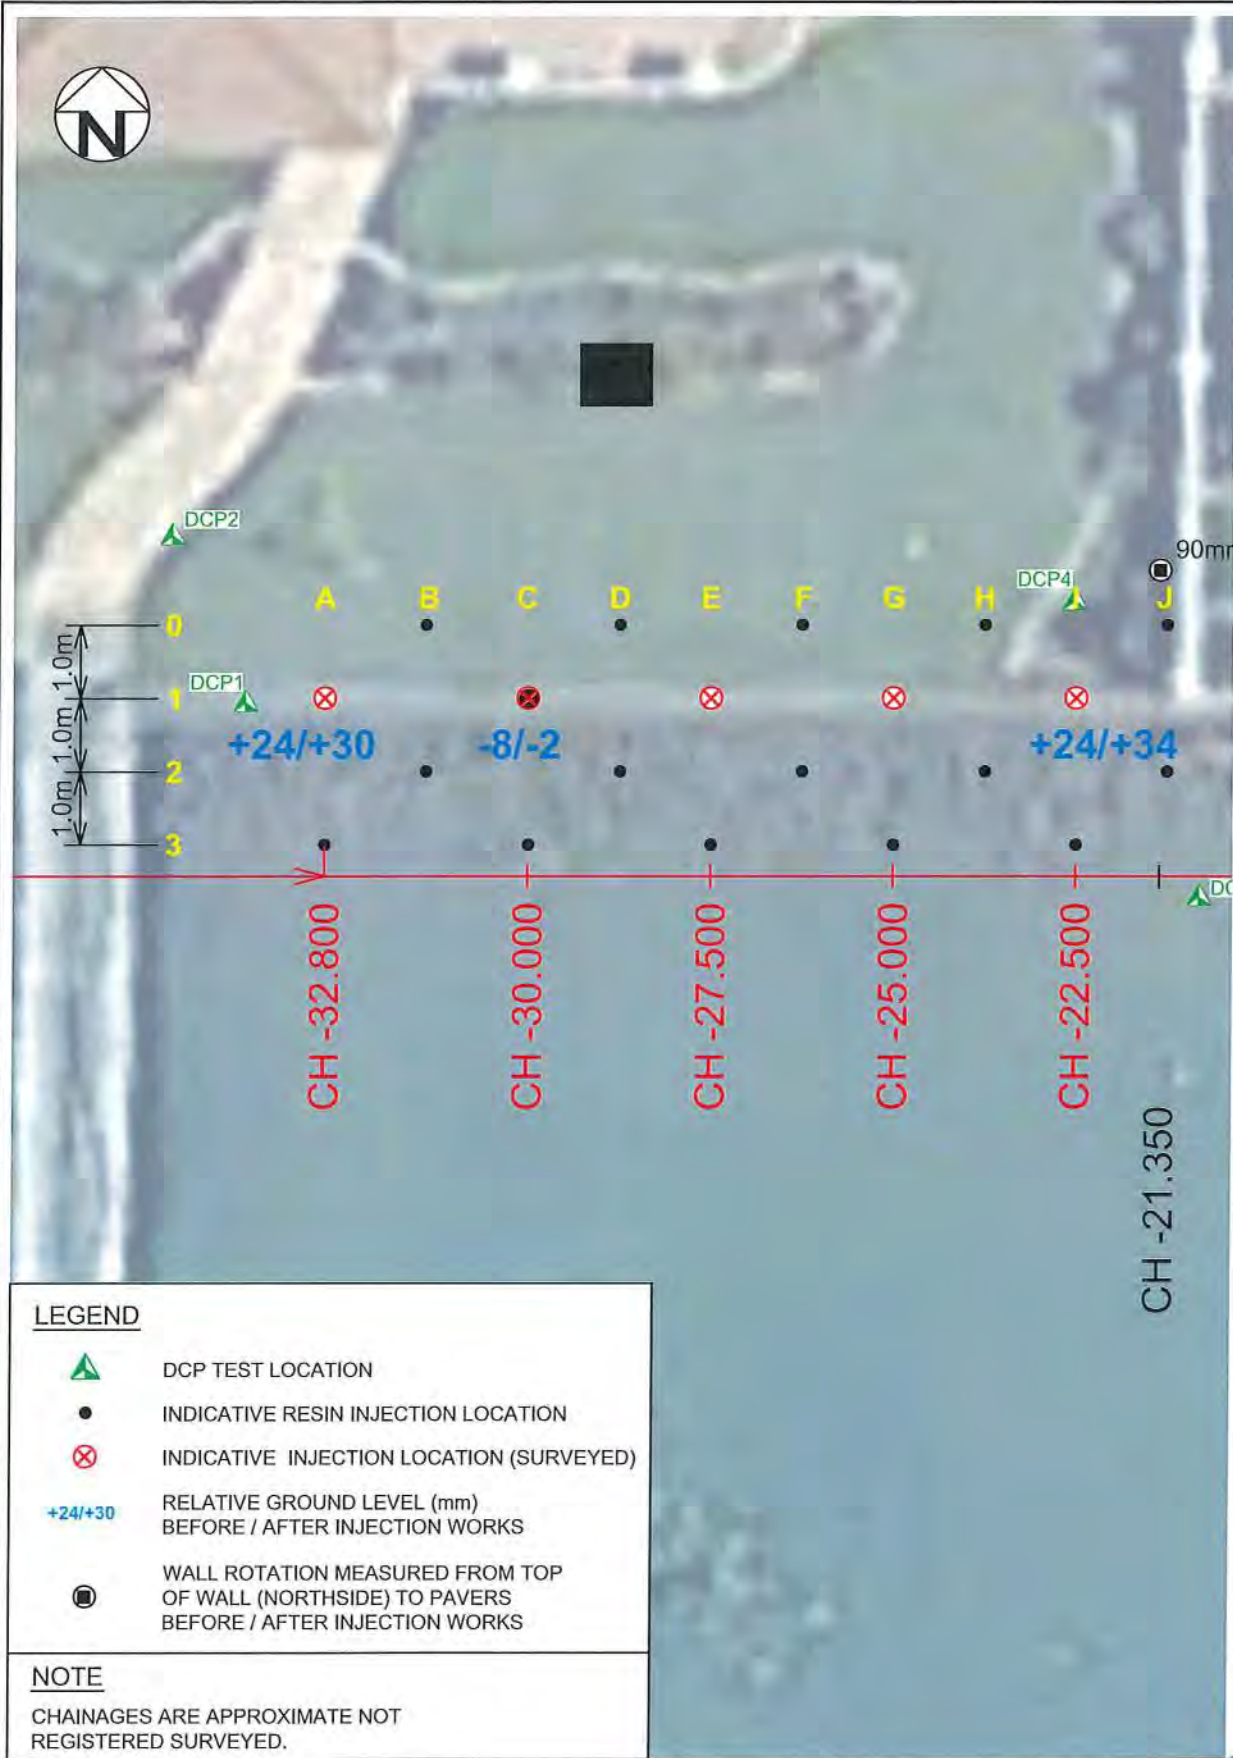 N
DCP2
90mm
DCP4
A B C D E F G H I J
0
1.0m
DCP1
1
1.0m
+24/+30 -8/-2 +24/+34
2
1.0m
3
CH -32.800
CH -30.000
CH -27.500
CH -25.000
CH -22.500
CH -21.350
LEGEND
DCP TEST LOCATION
INDICATIVE RESIN INJECTION LOCATION
INDICATIVE INJECTION LOCATION (SURVEYED)
+24/+30
RELATIVE GROUND LEVEL (mm)
BEFORE / AFTER INJECTION WORKS
WALL ROTATION MEASURED FROM TOP
OF WALL (NORTHSIDE) TO PAVERS
BEFORE / AFTER INJECTION WORKS
NOTE
CHAINAGES ARE APPROXIMATE NOT
REGISTERED SURVEYED.